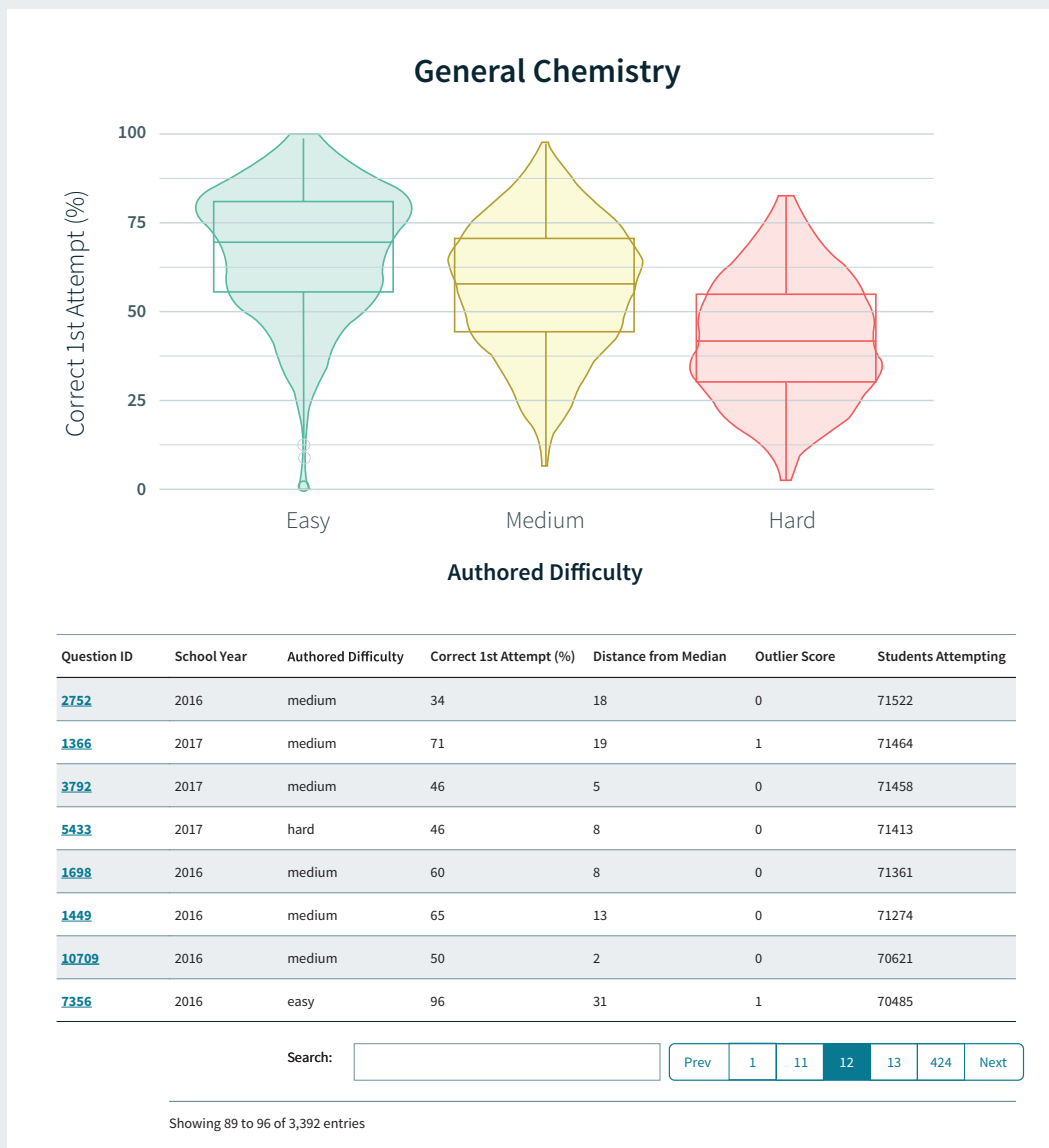 General Chemistry
100
75
50
25
0
Correct 1st Attempt (%)
Easy Medium Hard
Authored Difficulty
Question ID School Year Authored Difficulty Correct 1st Attempt (%) Distance from Median Outlier Score Students Attempting
2752 2016 medium 34 18 0 71522
1366 2017 medium 71 19 1 71464
3792 2017 medium 46 5 0 71458
5433 2017 hard 46 8 0 71413
1698 2016 medium 60 8 0 71361
1449 2016 medium 65 13 0 71274
10709 2016 medium 50 2 0 70621
7356 2016 easy 96 31 1 70485
Search: Prev 1 11 12 13 424 Next
Showing 89 to 96 of 3,392 entries